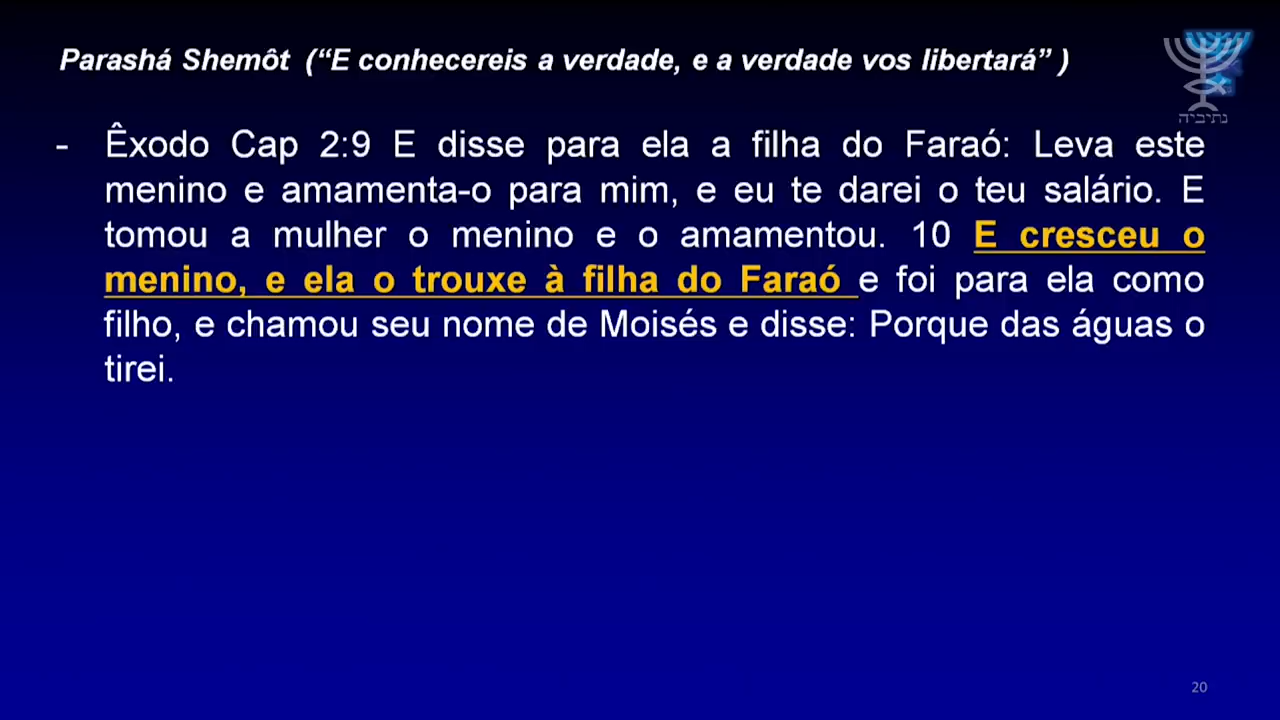 Parashá Shemôt (“E conhecereis a verdade, e a verdade vos libertará” )
נתיביה
- Êxodo Cap 2:9 E disse para ela a filha do Faraó: Leva este
menino e amamenta-o para mim, e eu te darei o teu salário. E
tomou a mulher o menino e o amamentou. 10 E cresceu o
menino, e ela o trouxe à filha do Faraó e foi para ela como
filho, e chamou seu nome de Moisés e disse: Porque das águas o
tirei.
20